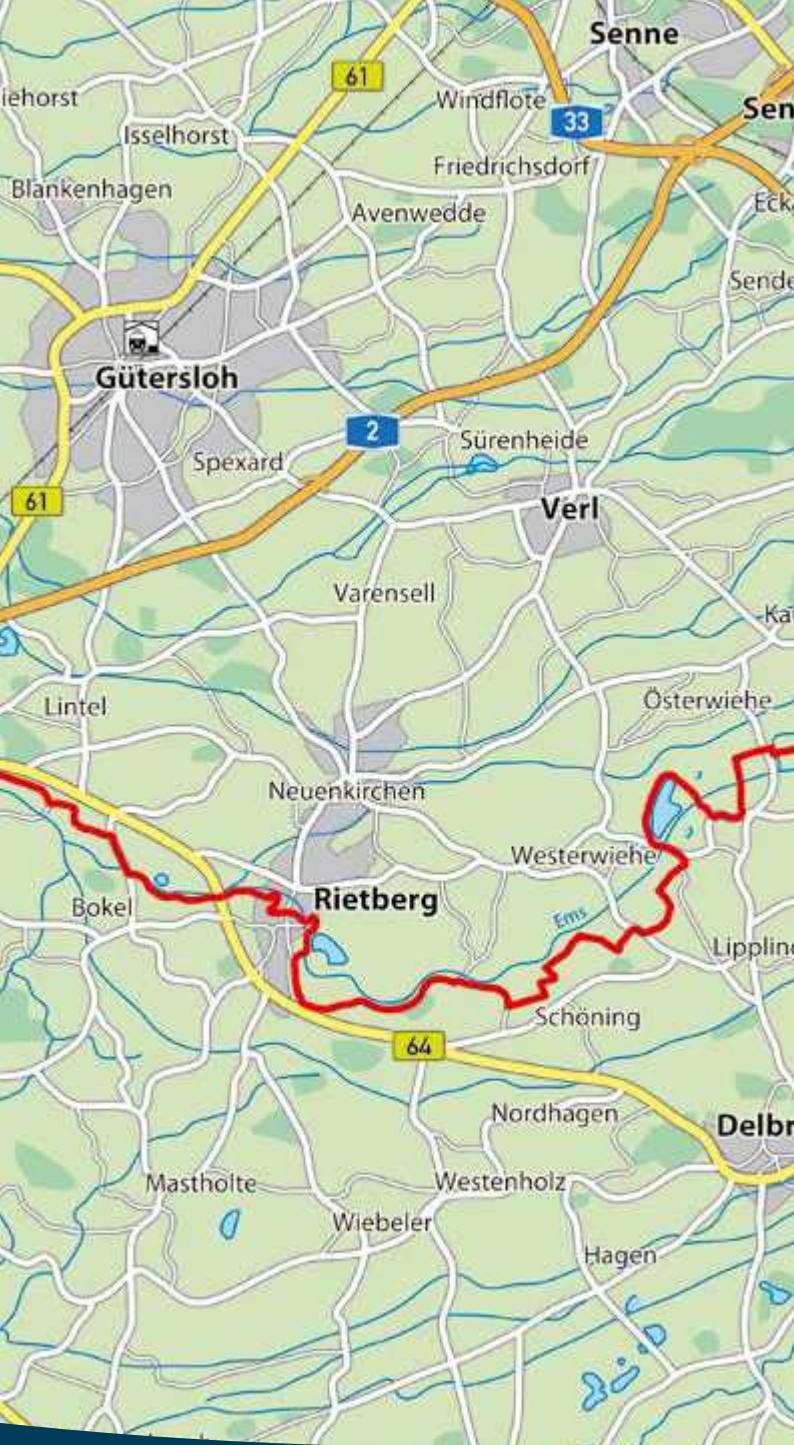 Senne
61
Windflöte
iehorst
Sen
33
Isselhorst
Friedrichsdorf
Blankenhagen
Eck
Avenwedde
Sende
Gütersloh
2
Sürenheide
Spexard
61
Verl
Varensell
Ka
Österwiehe
Lintel
Neuenkirchen
Westerwiehe
Rietberg
Bokel
Ems
Lipplin
Schöning
64
Nordhagen
Delbr
Mastholte
Westenholz
Wiebeler
Hagen